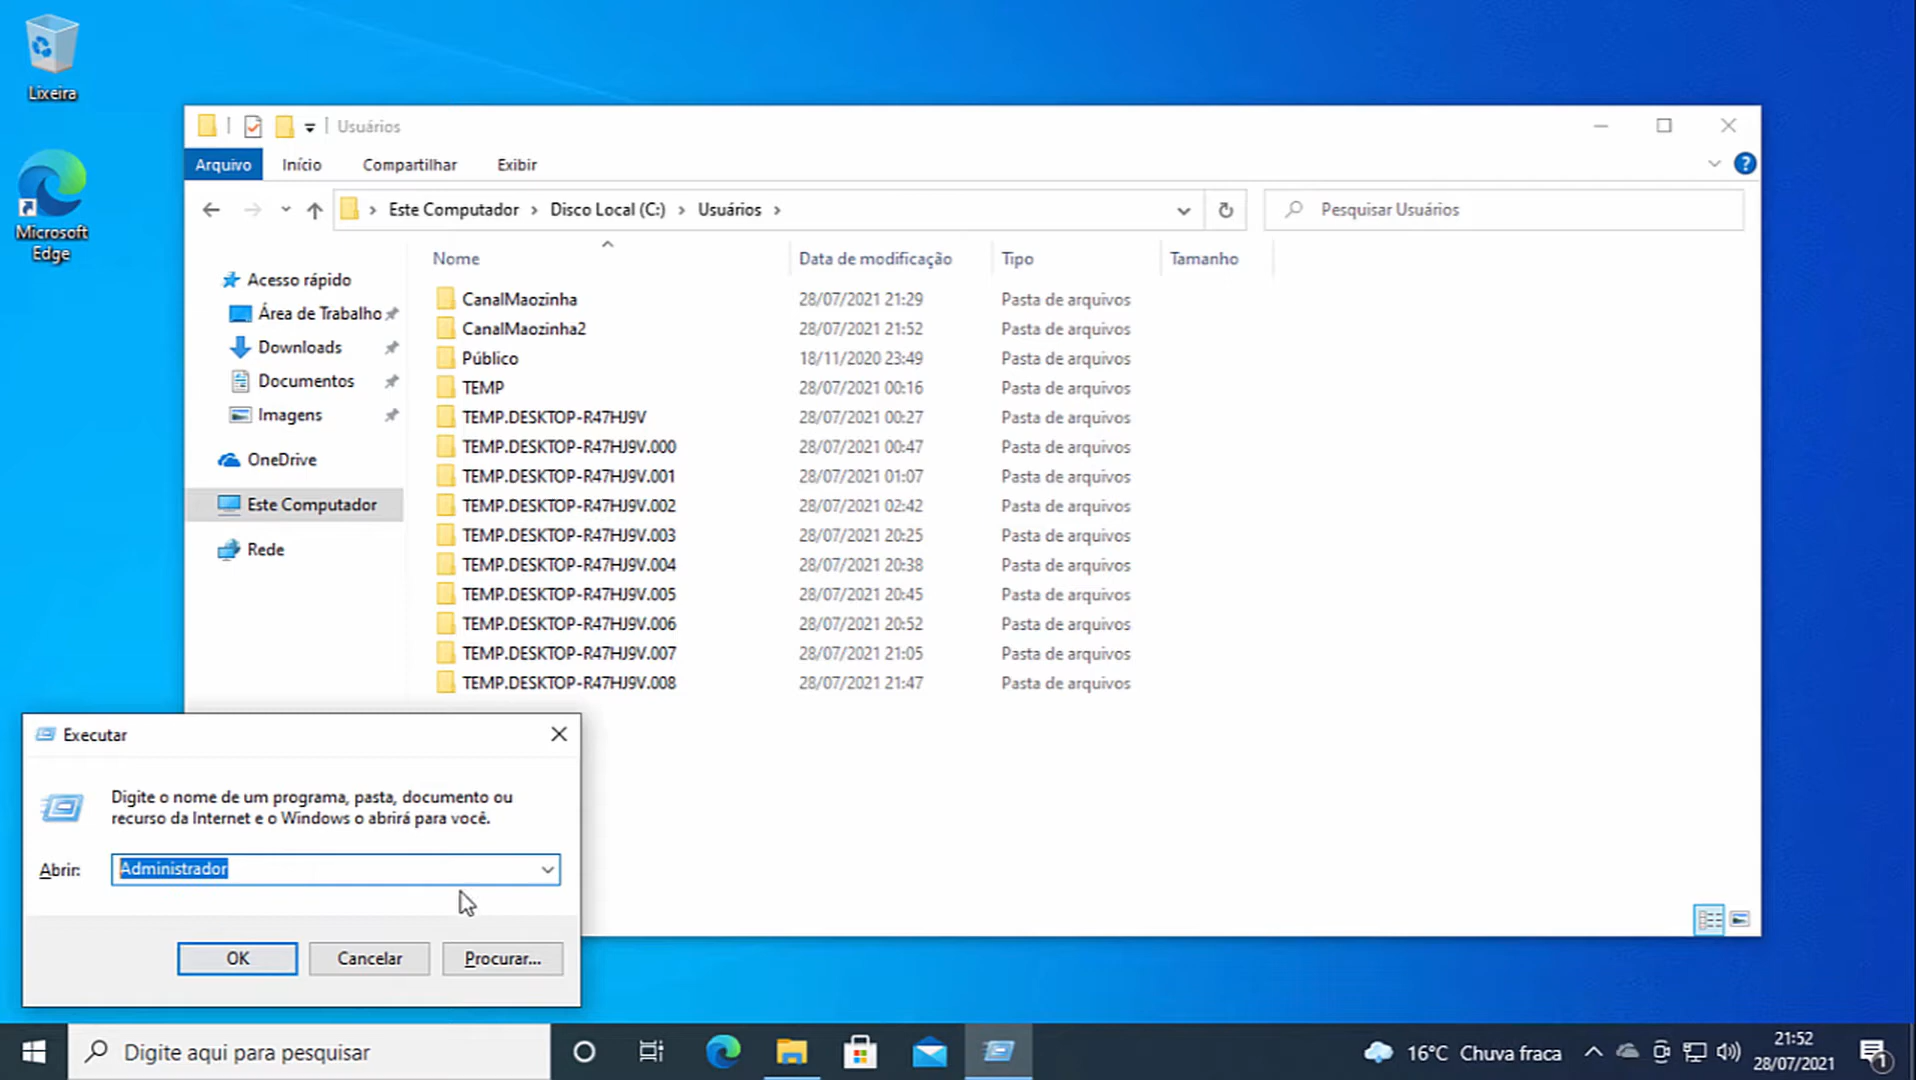 Lixeira
Microsoft
Edge
Usuários
Arquivo Início Compartilhar Exibir
Este Computador Disco Local (C:) Usuários
Pesquisar Usuários
Nome Data de modificação Tipo Tamanho
Acesso rápido
Área de Trabalho
Downloads
Documentos
Imagens
OneDrive
Este Computador
Rede
CanalMaozinha 28/07/2021 21:29 Pasta de arquivos
CanalMaozinha2 28/07/2021 21:52 Pasta de arquivos
Público 18/11/2020 23:49 Pasta de arquivos
TEMP 28/07/2021 00:16 Pasta de arquivos
TEMP.DESKTOP-R47HJ9V 28/07/2021 00:27 Pasta de arquivos
TEMP.DESKTOP-R47HJ9V.000 28/07/2021 00:47 Pasta de arquivos
TEMP.DESKTOP-R47HJ9V.001 28/07/2021 01:07 Pasta de arquivos
TEMP.DESKTOP-R47HJ9V.002 28/07/2021 02:42 Pasta de arquivos
TEMP.DESKTOP-R47HJ9V.003 28/07/2021 20:25 Pasta de arquivos
TEMP.DESKTOP-R47HJ9V.004 28/07/2021 20:38 Pasta de arquivos
TEMP.DESKTOP-R47HJ9V.005 28/07/2021 20:45 Pasta de arquivos
TEMP.DESKTOP-R47HJ9V.006 28/07/2021 20:52 Pasta de arquivos
TEMP.DESKTOP-R47HJ9V.007 28/07/2021 21:05 Pasta de arquivos
TEMP.DESKTOP-R47HJ9V.008 28/07/2021 21:47 Pasta de arquivos
Executar
Digite o nome de um programa, pasta, documento ou
recurso da Internet e o Windows o abrirá para você.
Abrir: Administrador
OK Cancelar Procurar...
Digite aqui para pesquisar
16°C Chuva fraca
21:52
28/07/2021
1